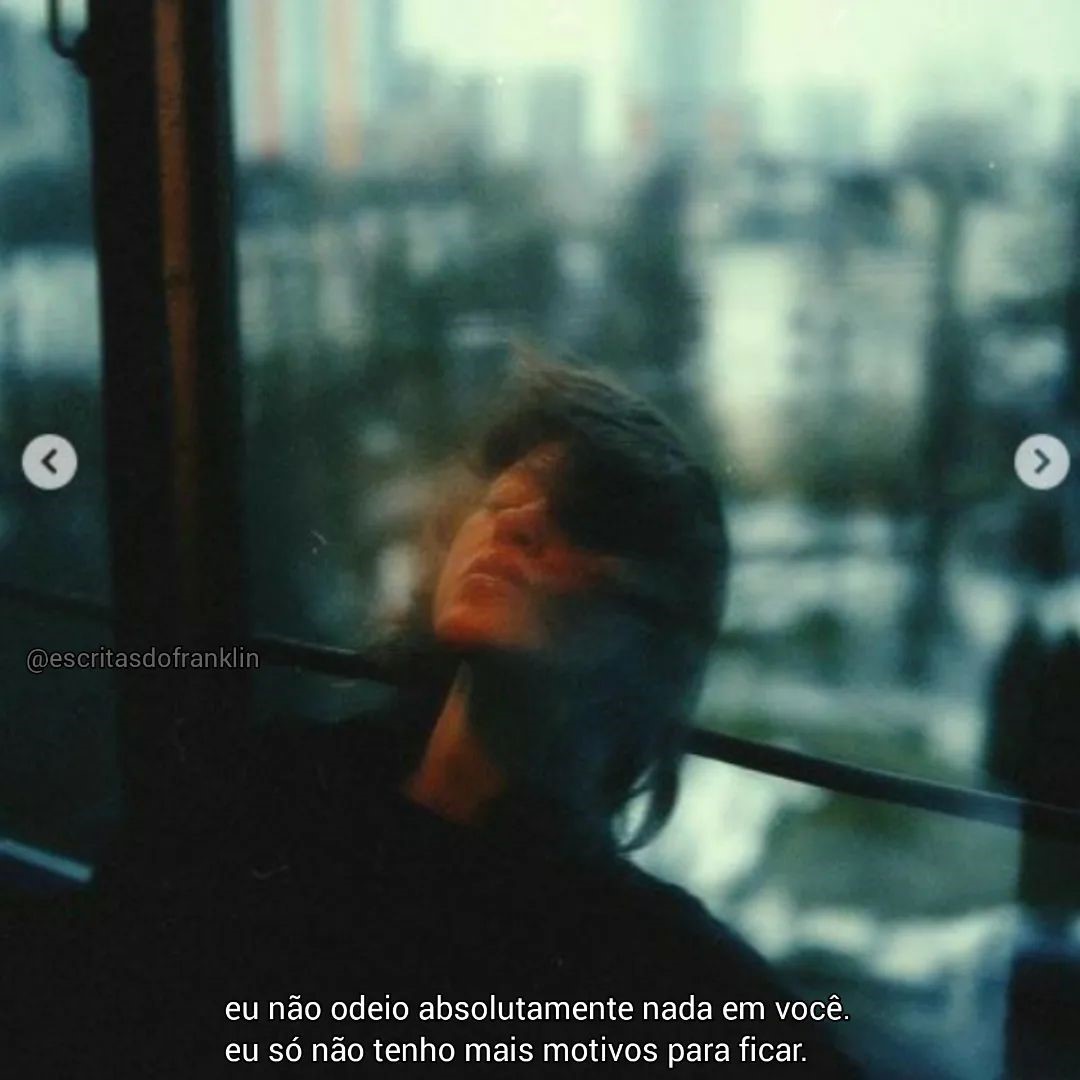 @escritasdofranklin
eu não odeio absolutamente nada em você.
eu só não tenho mais motivos para ficar.